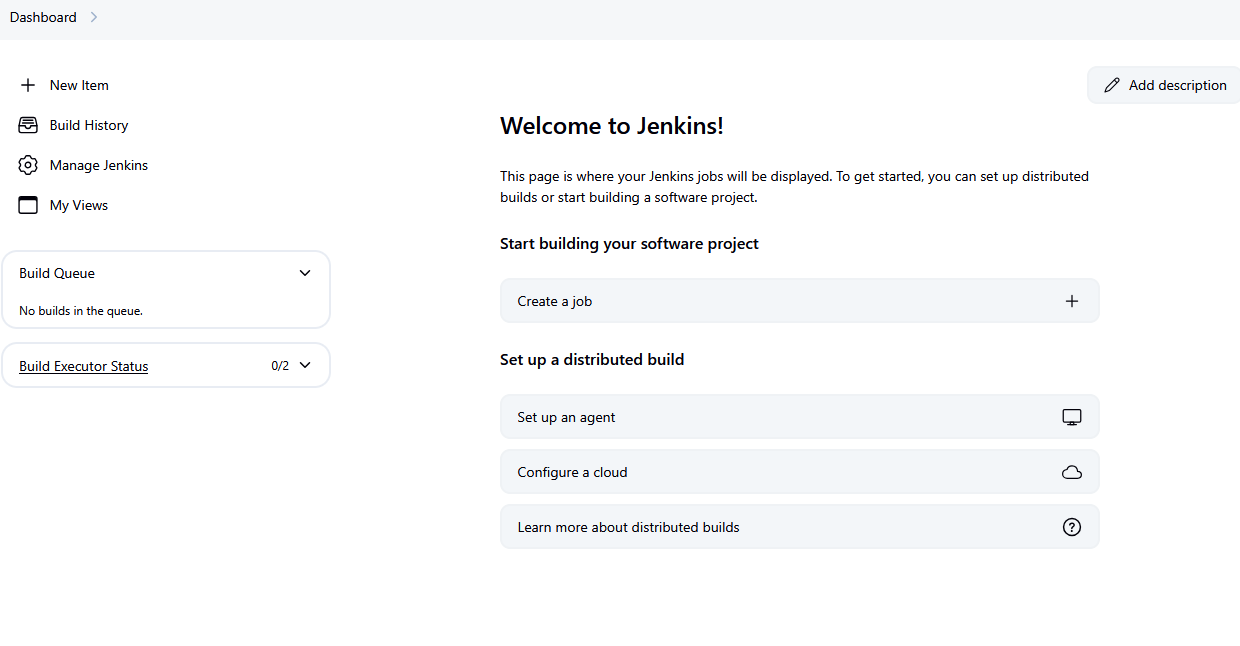 Dashboard
New Item
Build History
Manage Jenkins
My Views
Build Queue
No builds in the queue.
Build Executor Status 0/2
Add description
Welcome to Jenkins!
This page is where your Jenkins jobs will be displayed. To get started, you can set up distributed
builds or start building a software project.
Start building your software project
Create a job
Set up a distributed build
Set up an agent
Configure a cloud
Learn more about distributed builds